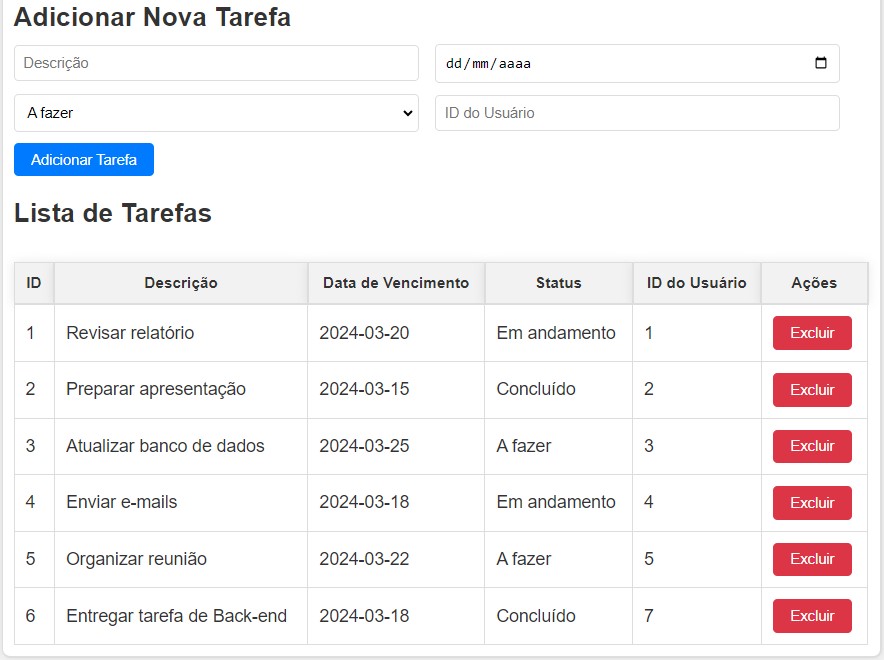 Adicionar Nova Tarefa
Descrição dd/mm/aaaa
A fazer ID do Usuário
Adicionar Tarefa
Lista de Tarefas
ID Descrição Data de Vencimento Status ID do Usuário Ações
1 Revisar relatório 2024-03-20 Em andamento 1 Excluir
2 Preparar apresentação 2024-03-15 Concluído 2 Excluir
3 Atualizar banco de dados 2024-03-25 A fazer 3 Excluir
4 Enviar e-mails 2024-03-18 Em andamento 4 Excluir
5 Organizar reunião 2024-03-22 A fazer 5 Excluir
6 Entregar tarefa de Back-end 2024-03-18 Concluído 7 Excluir